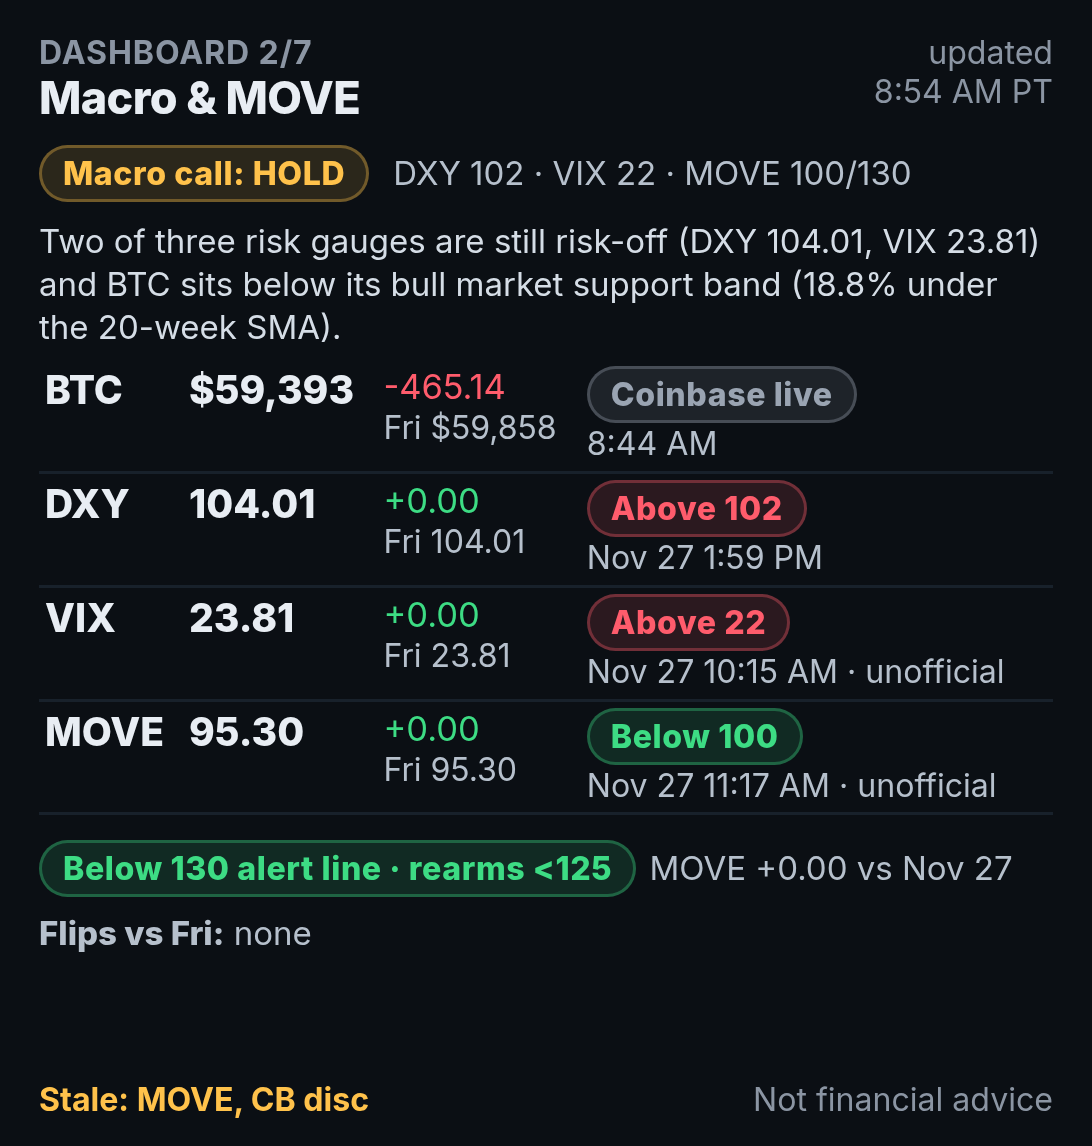 DASHBOARD 2/7
Macro & MOVE
updated
8:54 AM PT
Macro call: HOLD DXY 102 · VIX 22 · MOVE 100/130
Two of three risk gauges are still risk-off (DXY 104.01, VIX 23.81)
and BTC sits below its bull market support band (18.8% under
the 20-week SMA).
BTC $59,393 -465.14 Coinbase live
Fri $59,858 8:44 AM
DXY 104.01 +0.00 Above 102
Fri 104.01 Nov 27 1:59 PM
VIX 23.81 +0.00 Above 22
Fri 23.81 Nov 27 10:15 AM · unofficial
MOVE 95.30 +0.00 Below 100
Fri 95.30 Nov 27 11:17 AM · unofficial
Below 130 alert line · rearms <125 MOVE +0.00 vs Nov 27
Flips vs Fri: none
Stale: MOVE, CB disc Not financial advice